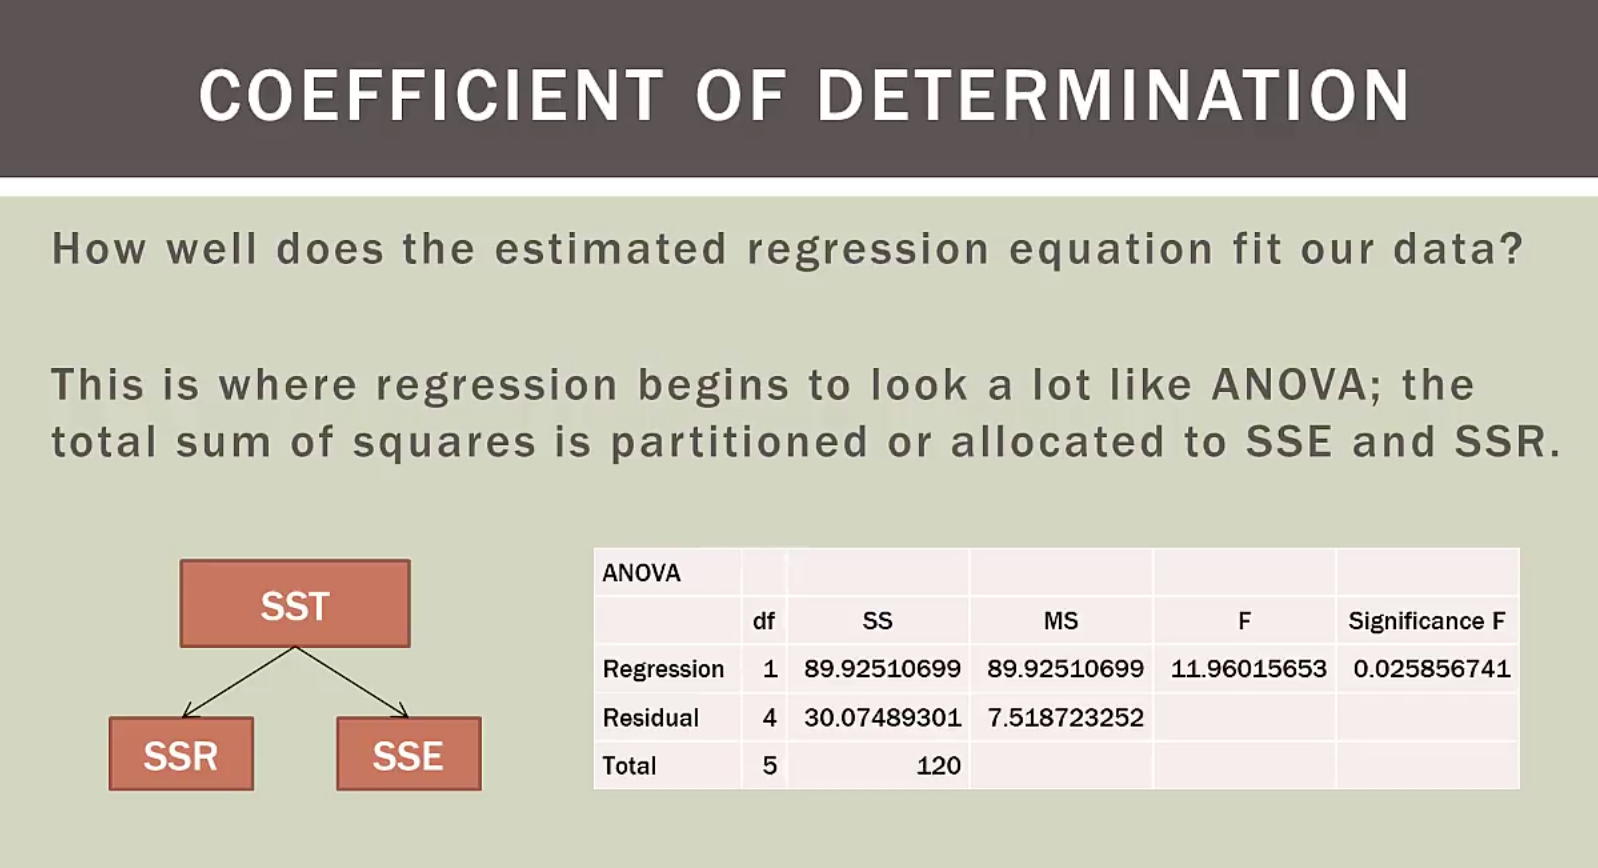 COEFFICIENT OF DETERMINATION
How well does the estimated regression equation fit our data?
This is where regression begins to look a lot like ANOVA; the
total sum of squares is partitioned or allocated to SSE and SSR.
SST
SSR SSE
ANOVA
df SS MS F Significance F
Regression 1 89.92510699 89.92510699 11.96015653 0.025856741
Residual 4 30.07489301 7.518723252
Total 5 120